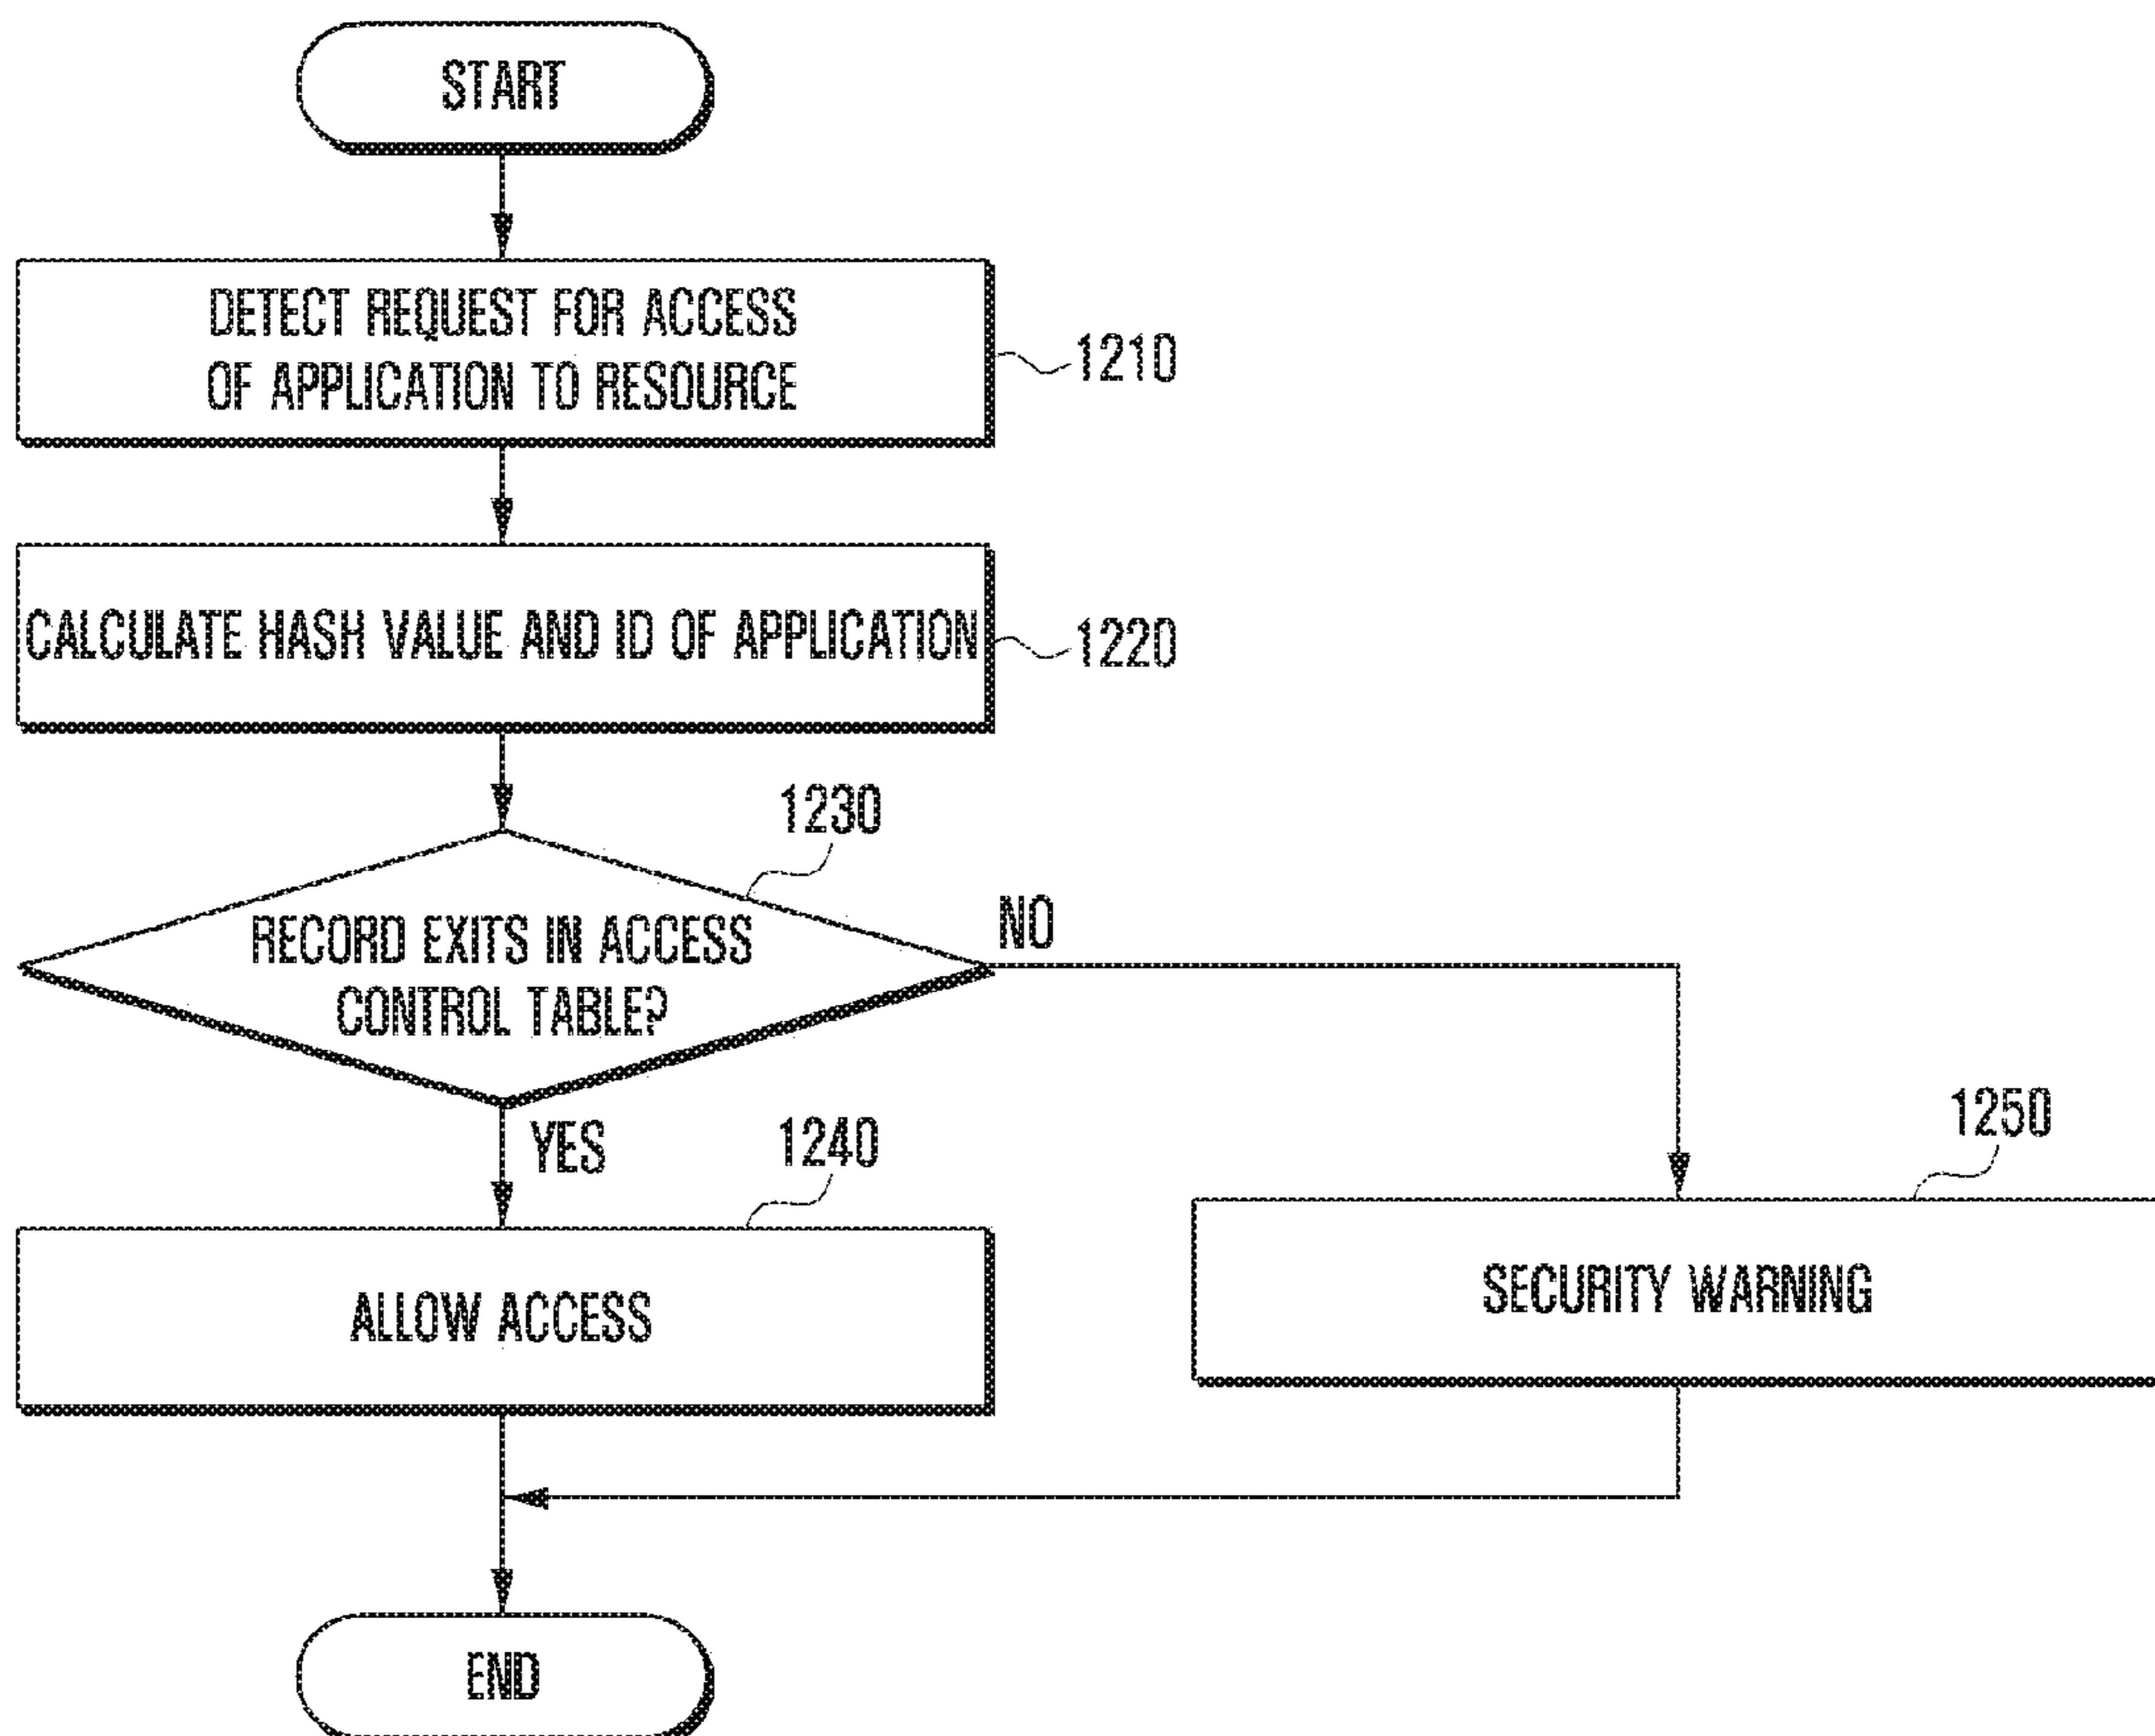 START
DETECT REQUEST FOR ACCESS
OF APPLICATION TO RESOURCE
1210
CALCULATE HASH VALUE AND ID OF APPLICATION
1220
1230
RECORD EXITS IN ACCESS
CONTROL TABLE?
NO
YES
1240
ALLOW ACCESS
1250
SECURITY WARNING
END